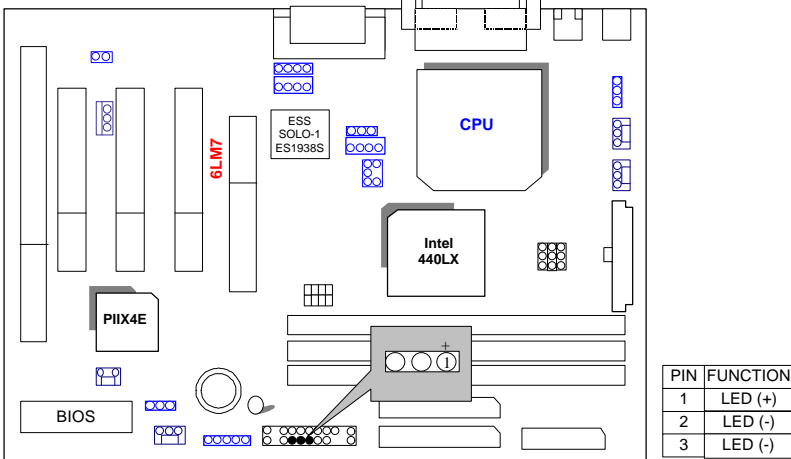 ESS
SOLO-1
ES1938S
CPU
6LM7
Intel
440LX
PIIX4E
+
1
BIOS
PIN FUNCTION
1 LED (+)
2 LED (-)
3 LED (-)